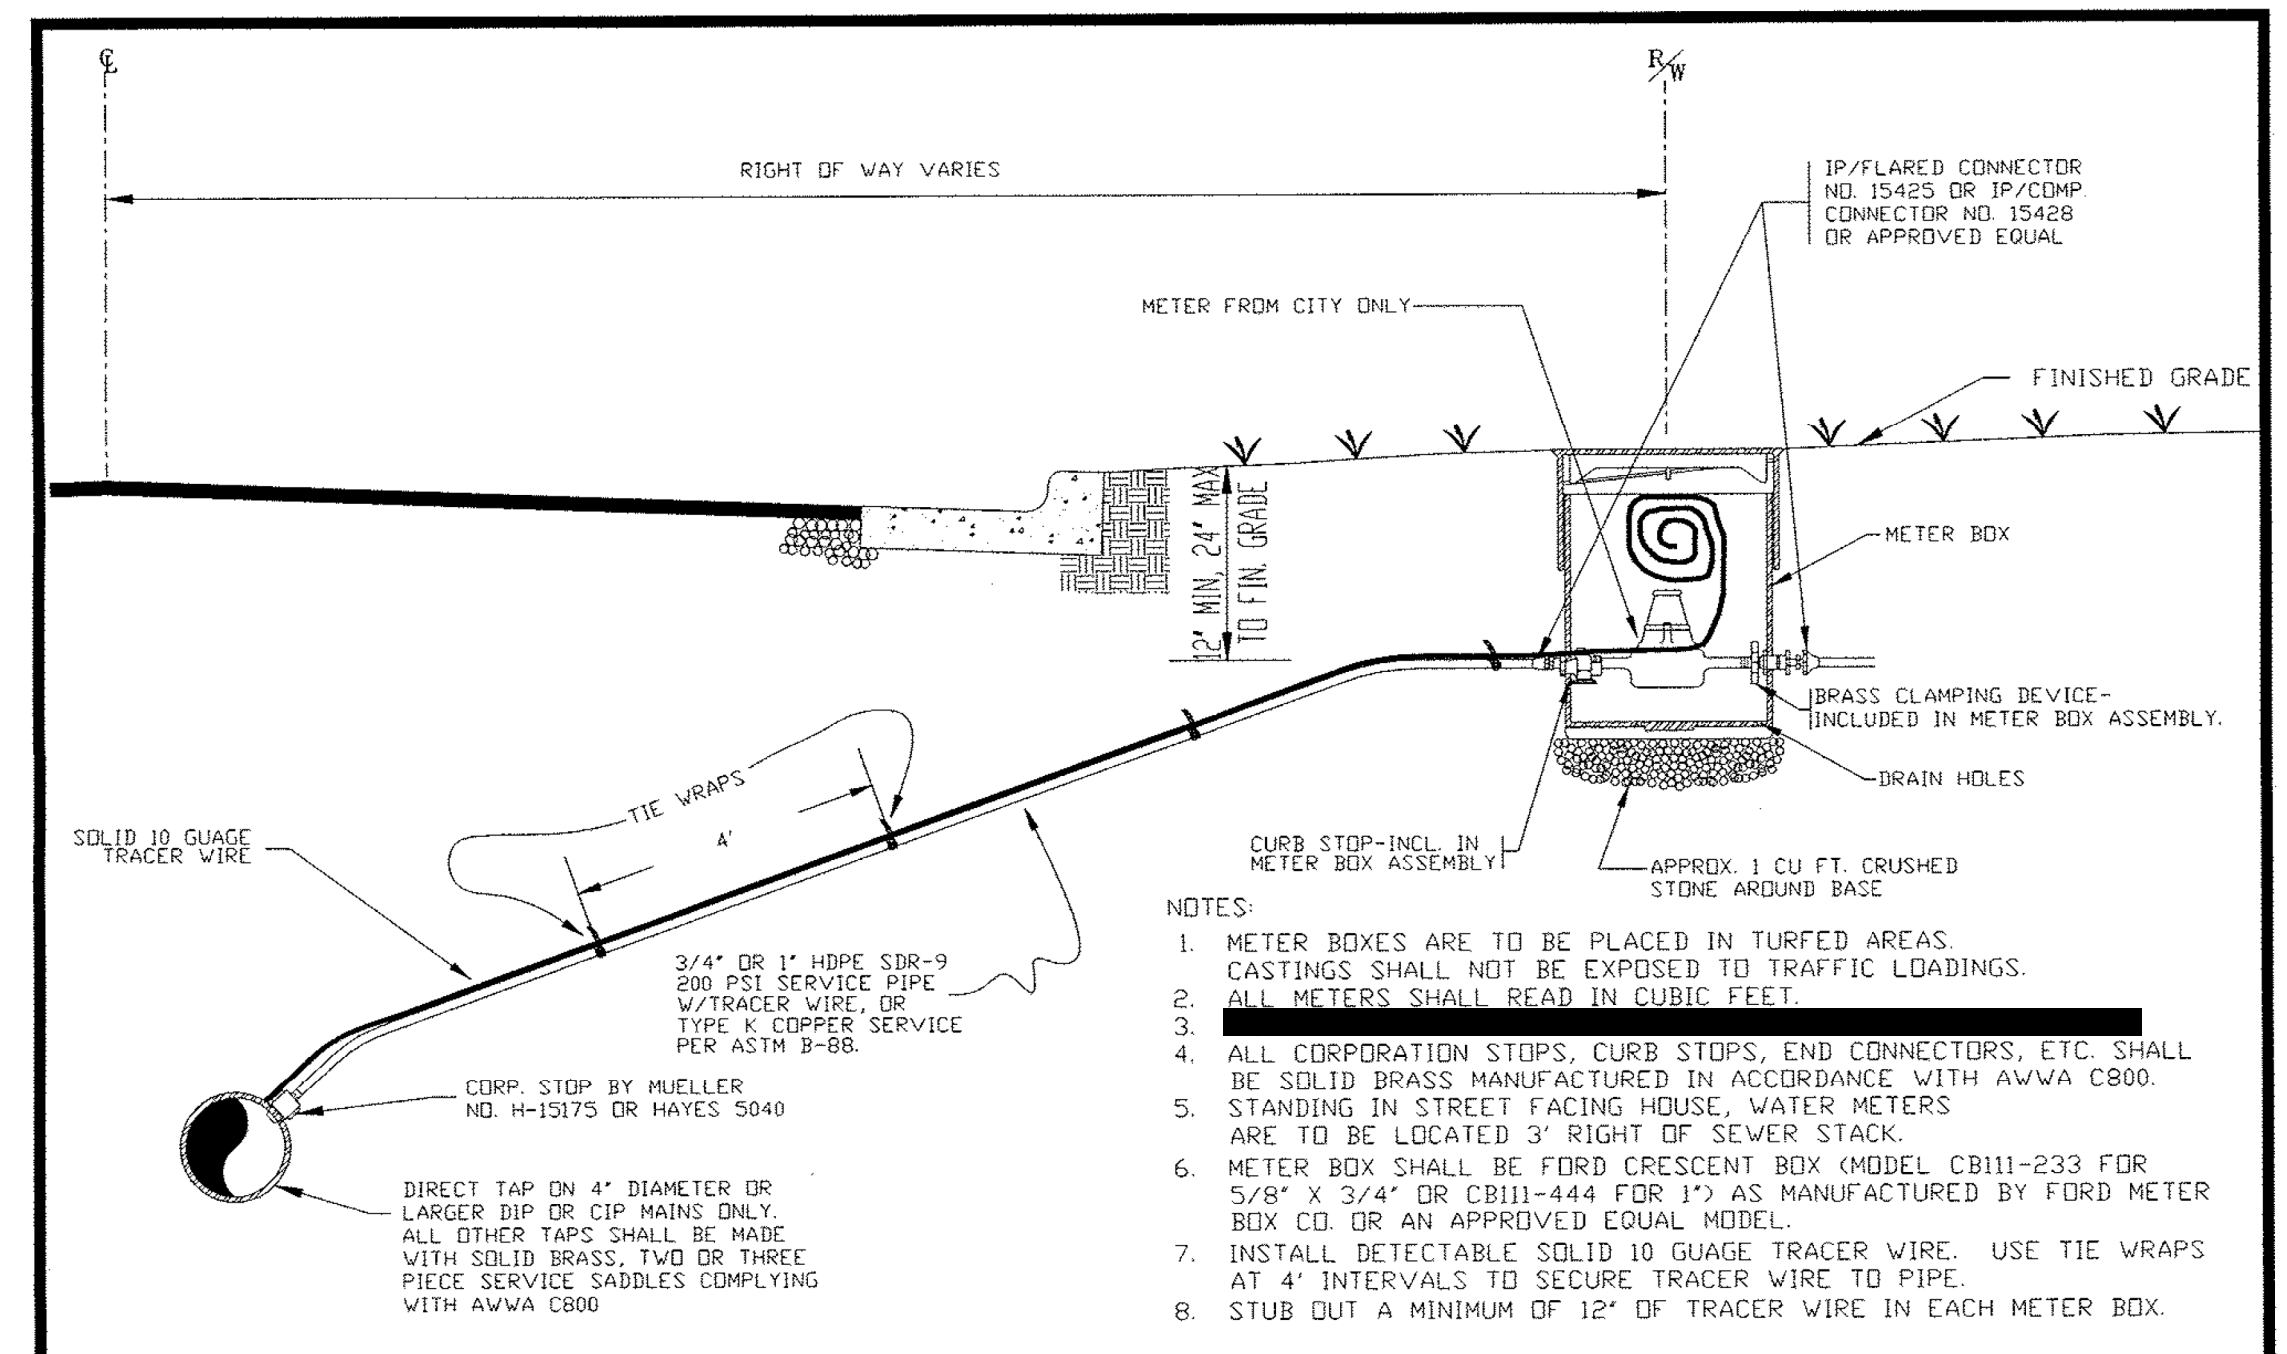 ℄
R/W
RIGHT OF WAY VARIES
IP/FLARED CONNECTOR
NO. 15425 OR IP/COMP.
CONNECTOR NO. 15428
OR APPROVED EQUAL
METER FROM CITY ONLY
FINISHED GRADE
12" MIN, 24" MAX
TO FIN. GRADE
METER BOX
BRASS CLAMPING DEVICE-
INCLUDED IN METER BOX ASSEMBLY.
DRAIN HOLES
TIE WRAPS
4'
SOLID 10 GUAGE
TRACER WIRE
CURB STOP-INCL. IN
METER BOX ASSEMBLY
APPROX. 1 CU FT. CRUSHED
STONE AROUND BASE
3/4" OR 1" HDPE SDR-9
200 PSI SERVICE PIPE
W/TRACER WIRE, OR
TYPE K COPPER SERVICE
PER ASTM B-88.
CORP. STOP BY MUELLER
NO. H-15175 OR HAYES 5040
DIRECT TAP ON 4" DIAMETER OR
LARGER DIP OR CIP MAINS ONLY.
ALL OTHER TAPS SHALL BE MADE
WITH SOLID BRASS, TWO OR THREE
PIECE SERVICE SADDLES COMPLYING
WITH AWWA C800
NOTES:
1. METER BOXES ARE TO BE PLACED IN TURFED AREAS.
CASTINGS SHALL NOT BE EXPOSED TO TRAFFIC LOADINGS.
2. ALL METERS SHALL READ IN CUBIC FEET.
3.
4. ALL CORPORATION STOPS, CURB STOPS, END CONNECTORS, ETC. SHALL
BE SOLID BRASS MANUFACTURED IN ACCORDANCE WITH AWWA C800.
5. STANDING IN STREET FACING HOUSE, WATER METERS
ARE TO BE LOCATED 3' RIGHT OF SEWER STACK.
6. METER BOX SHALL BE FORD CRESCENT BOX (MODEL CB111-233 FOR
5/8" X 3/4" OR CB111-444 FOR 1") AS MANUFACTURED BY FORD METER
BOX CO. OR AN APPROVED EQUAL MODEL.
7. INSTALL DETECTABLE SOLID 10 GUAGE TRACER WIRE. USE TIE WRAPS
AT 4' INTERVALS TO SECURE TRACER WIRE TO PIPE.
8. STUB OUT A MINIMUM OF 12" OF TRACER WIRE IN EACH METER BOX.